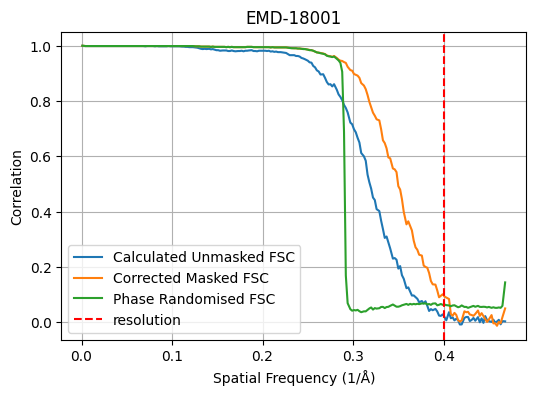 EMD-18001
1.0
0.8
0.6
0.4
0.2
0.0
Correlation
Calculated Unmasked FSC
Corrected Masked FSC
Phase Randomised FSC
resolution
0.0 0.1 0.2 0.3 0.4
Spatial Frequency (1/Å)